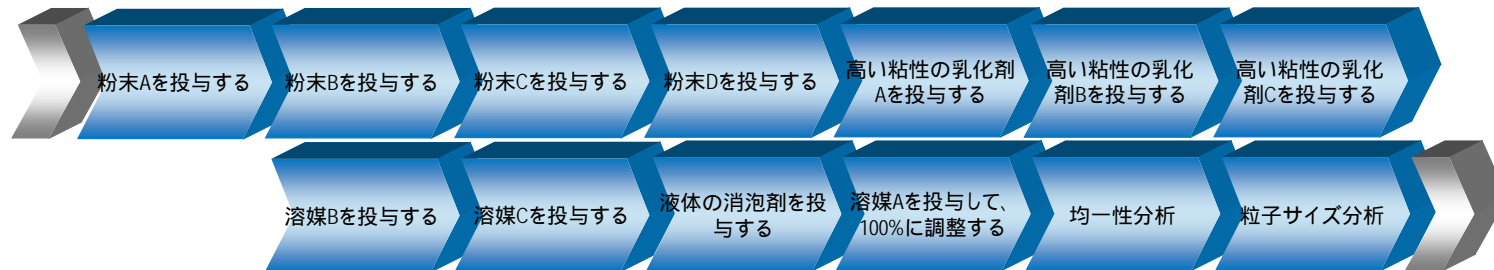 粉末Aを投与する
粉末Bを投与する
粉末Cを投与する
粉末Dを投与する
高い粘性の乳化剤
Aを投与する
高い粘性の乳化
剤Bを投与する
高い粘性の乳化
剤Cを投与する
溶媒Bを投与する
溶媒Cを投与する
液体の消泡剤を投
与する
溶媒Aを投与して、
100%に調整する
均一性分析
粒子サイズ分析